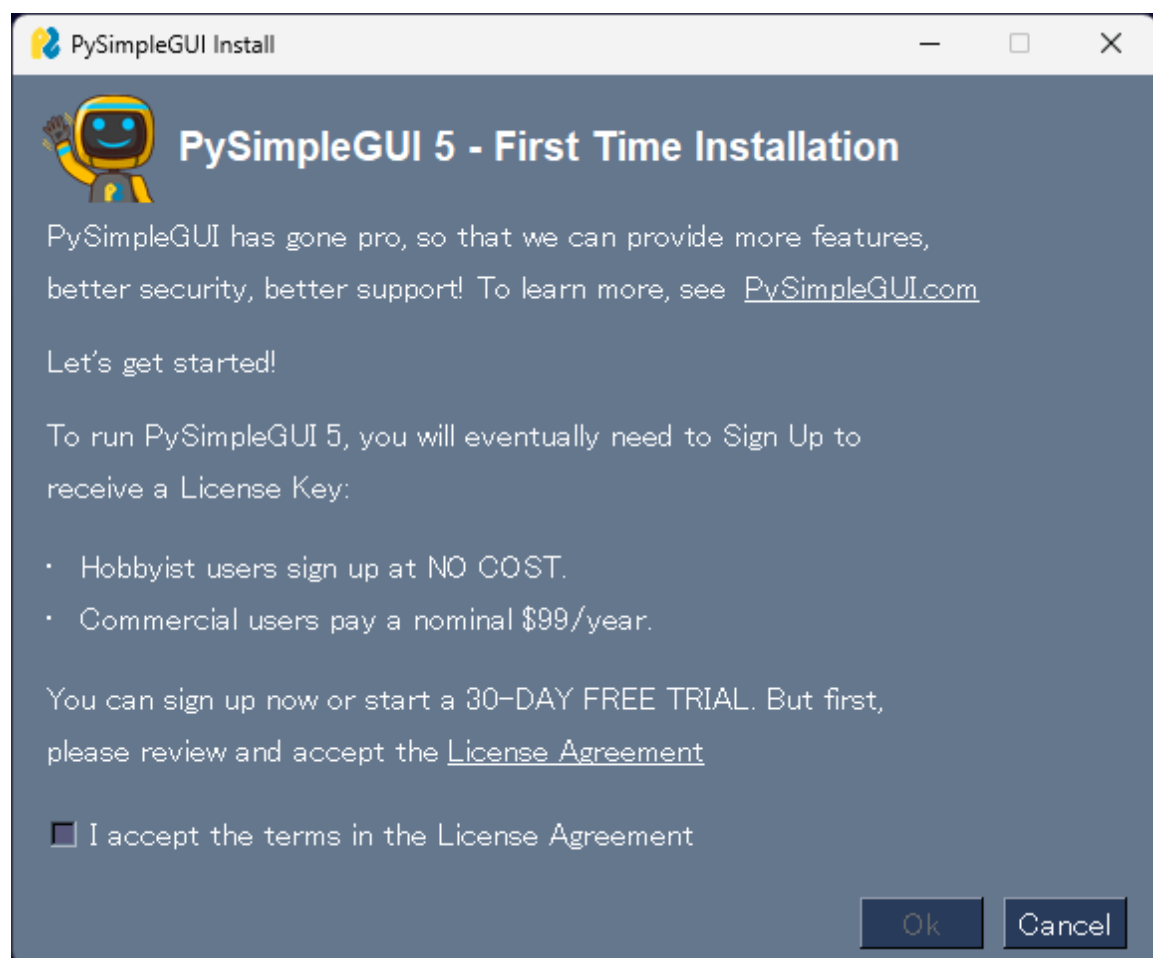 PySimpleGUI Install
PySimpleGUI 5 - First Time Installation
PySimpleGUI has gone pro, so that we can provide more features,
better security, better support! To learn more, see PySimpleGUI.com
Let's get started!
To run PySimpleGUI 5, you will eventually need to Sign Up to
receive a License Key:
・ Hobbyist users sign up at NO COST.
・ Commercial users pay a nominal $99/year.
You can sign up now or start a 30-DAY FREE TRIAL. But first,
please review and accept the License Agreement
I accept the terms in the License Agreement
Ok Cancel